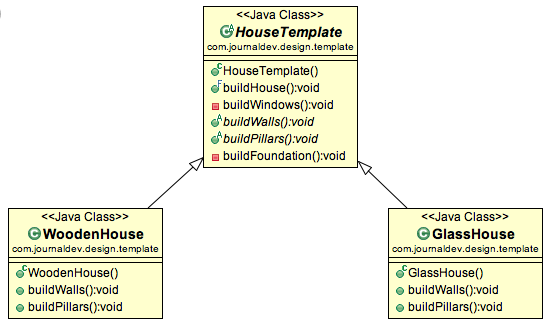 <<Java Class>>
HouseTemplate
com.journaldev.design.template
HouseTemplate()
buildHouse():void
buildWindows():void
buildWalls():void
buildPillars():void
buildFoundation():void
<<Java Class>>
WoodenHouse
com.journaldev.design.template
WoodenHouse()
buildWalls():void
buildPillars():void
<<Java Class>>
GlassHouse
com.journaldev.design.template
GlassHouse()
buildWalls():void
buildPillars():void